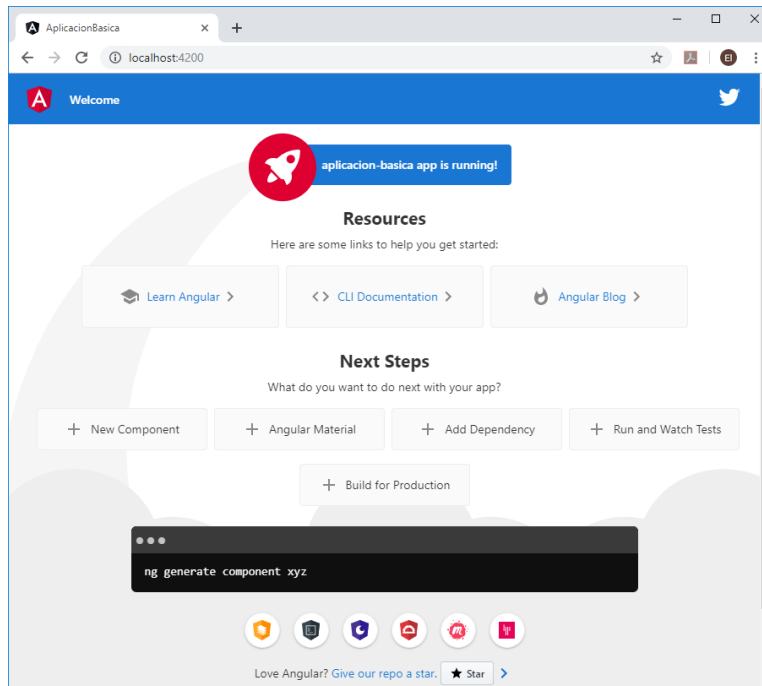 AplicacionBasica
localhost:4200
EI
Welcome
aplicacion-basica app is running!
Resources
Here are some links to help you get started:
Learn Angular
CLI Documentation
Angular Blog
Next Steps
What do you want to do next with your app?
New Component
Angular Material
Add Dependency
Run and Watch Tests
Build for Production
ng generate component xyz
Love Angular? Give our repo a star. Star